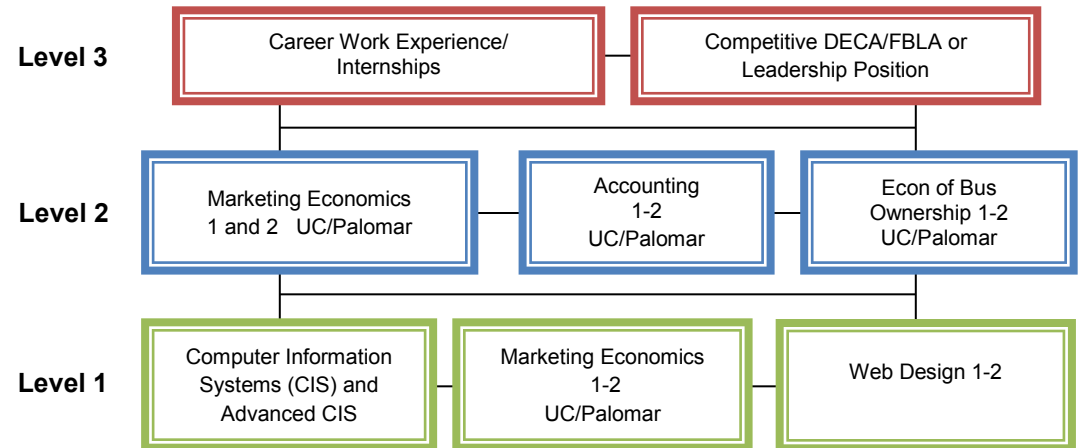 Level 3
Career Work Experience/
Internships
Competitive DECA/FBLA or
Leadership Position
Level 2
Marketing Economics
1 and 2 UC/Palomar
Accounting
1-2
UC/Palomar
Econ of Bus
Ownership 1-2
UC/Palomar
Level 1
Computer Information
Systems (CIS) and
Advanced CIS
Marketing Economics
1-2
UC/Palomar
Web Design 1-2